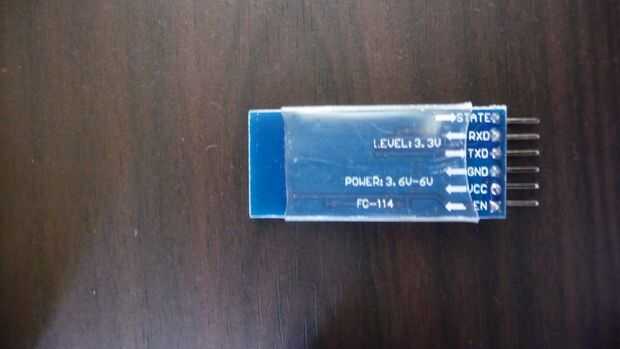 STATE
RXD
LEVEL:3.3V
TXD
GND
POWER:3.6V-6V
VCC
FC-114
EN